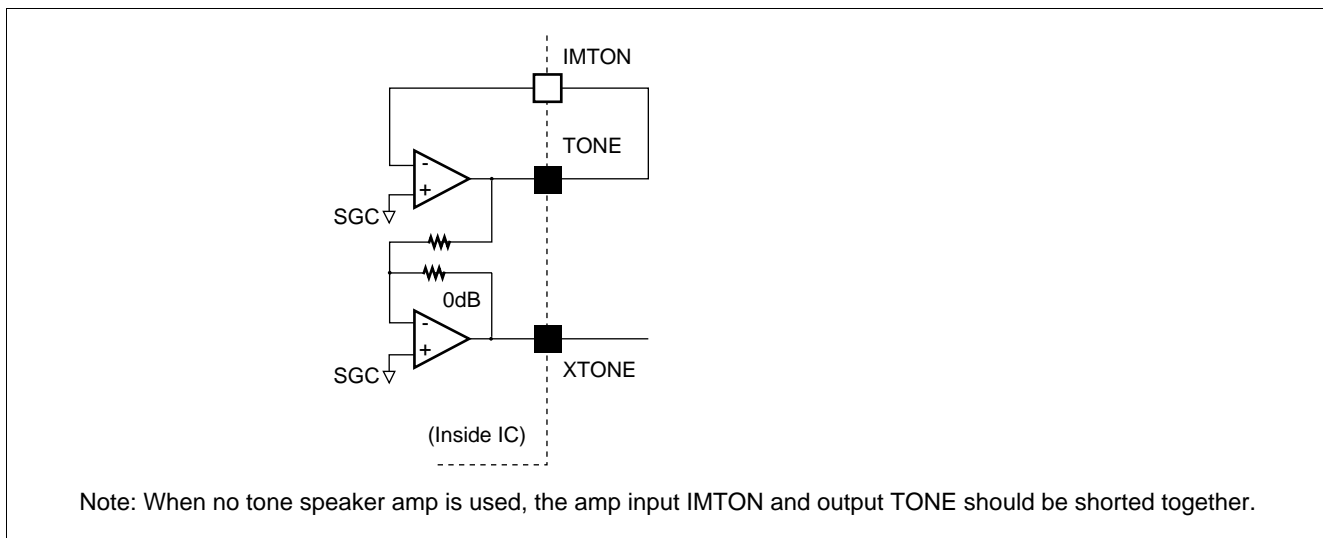 IMTON
TONE
-
+
SGC
0dB
-
+
SGC
XTONE
(Inside IC)
Note: When no tone speaker amp is used, the amp input IMTON and output TONE should be shorted together.